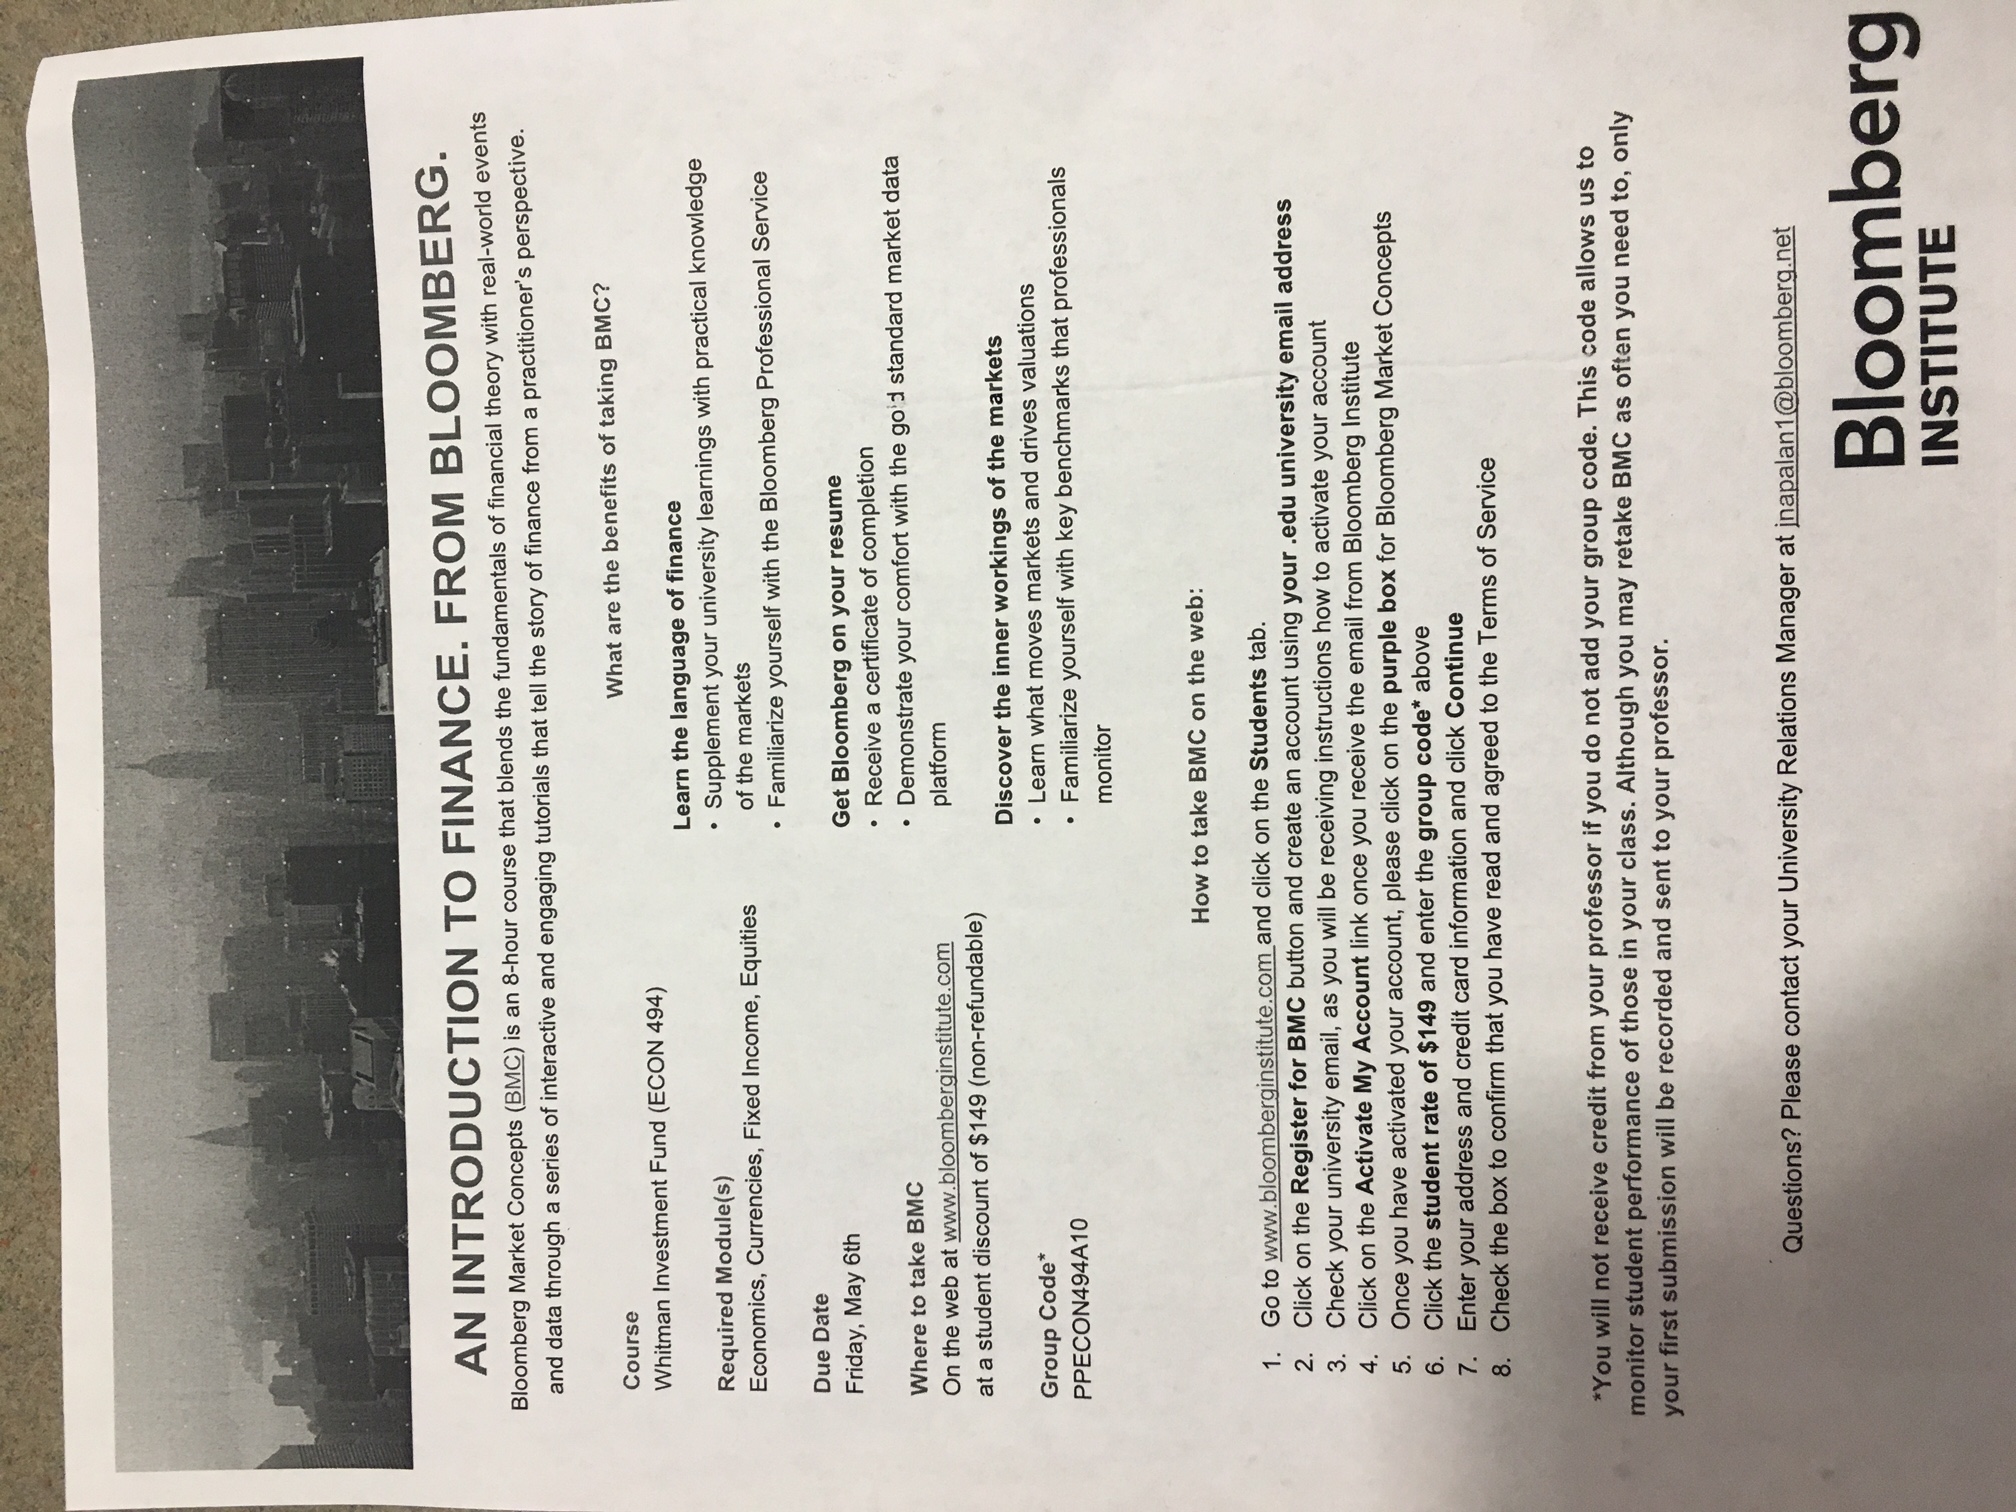 AN INTRODUCTION TO FINANCE. FROM BLOOMBERG.
Bloomberg Market Concepts (BMC) is an 8-hour course that blends the fundamentals of financial theory with real-world events
and data through a series of interactive and engaging tutorials that tell the story of finance from a practitioner's perspective.
Course
Whitman Investment Fund (ECON 494)
Required Module(s)
Economics, Currencies, Fixed Income, Equities
Due Date
Friday, May 6th
Where to take BMC
On the web at www.bloomberginstitute.com
at a student discount of $149 (non-refundable)
Group Code*
PPECON494A10
What are the benefits of taking BMC?
Learn the language of finance
• Supplement your university learnings with practical knowledge
of the markets
• Familiarize yourself with the Bloomberg Professional Service
Get Bloomberg on your resume
• Receive a certificate of completion
• Demonstrate your comfort with the gold standard market data
platform
Discover the inner workings of the markets
• Learn what moves markets and drives valuations
• Familiarize yourself with key benchmarks that professionals
monitor
How to take BMC on the web:
1. Go to www.bloomberginstitute.com and click on the Students tab.
2. Click on the Register for BMC button and create an account using your .edu university email address
3. Check your university email, as you will be receiving instructions how to activate your account
4. Click on the Activate My Account link once you receive the email from Bloomberg Institute
5. Once you have activated your account, please click on the purple box for Bloomberg Market Concepts
6. Click the student rate of $149 and enter the group code* above
7. Enter your address and credit card information and click Continue
8. Check the box to confirm that you have read and agreed to the Terms of Service
*You will not receive credit from your professor if you do not add your group code. This code allows us to
monitor student performance of those in your class. Although you may retake BMC as often you need to, only
your first submission will be recorded and sent to your professor.
Questions? Please contact your University Relations Manager at jnapalan1@bloomberg.net
Bloomberg
INSTITUTE